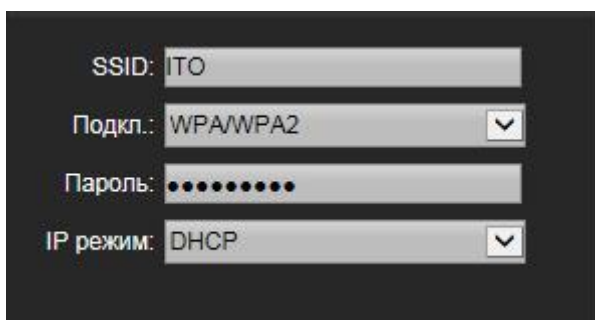 SSID: ITO
Подкл.: WPA/WPA2
Пароль: •••••••••
IP режим: DHCP